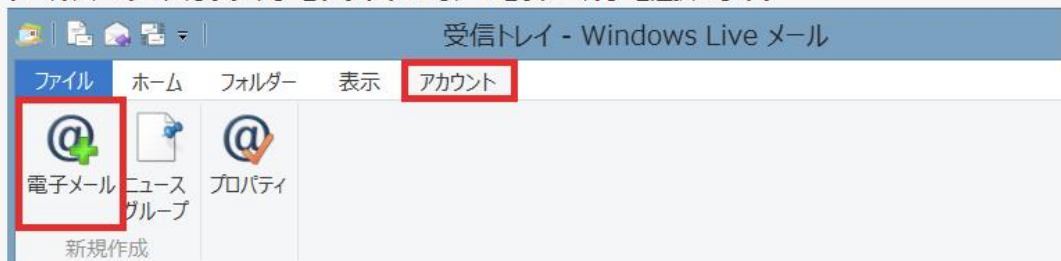 受信トレイ - Windows Live メール
ファイル ホーム フォルダー 表示 アカウント
電子メール ニュース グループ プロパティ
新規作成